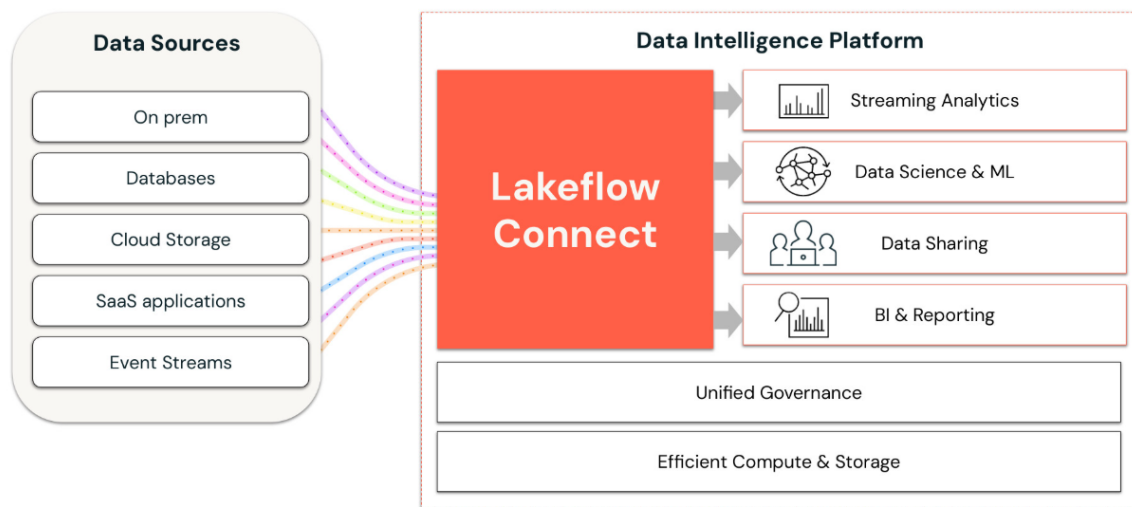 Data Sources
On prem
Databases
Cloud Storage
SaaS applications
Event Streams
Data Intelligence Platform
Lakeflow
Connect
Streaming Analytics
Data Science & ML
Data Sharing
BI & Reporting
Unified Governance
Efficient Compute & Storage